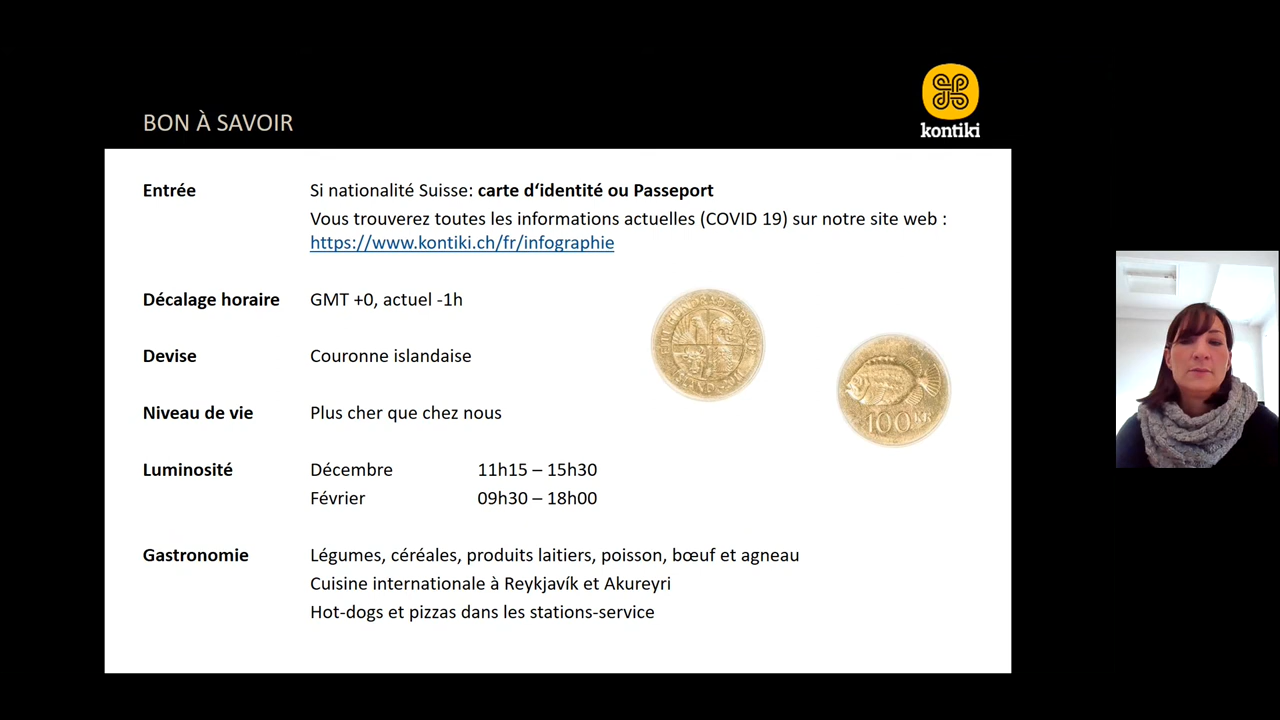 BON À SAVOIR
kontiki
Entrée Si nationalité Suisse: carte d‘identité ou Passeport
Vous trouverez toutes les informations actuelles (COVID 19) sur notre site web :
https://www.kontiki.ch/fr/infographie
Décalage horaire GMT +0, actuel -1h
Devise Couronne islandaise
Niveau de vie Plus cher que chez nous
100 KR
Luminosité Décembre 11h15 – 15h30
Février 09h30 – 18h00
Gastronomie Légumes, céréales, produits laitiers, poisson, bœuf et agneau
Cuisine internationale à Reykjavík et Akureyri
Hot-dogs et pizzas dans les stations-service